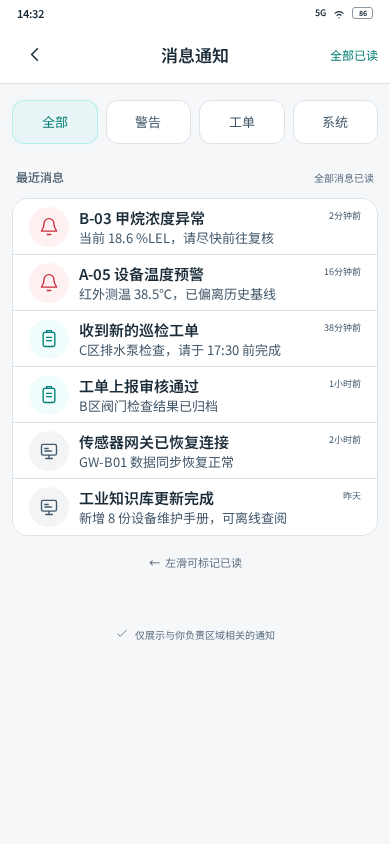 14:32
5G
86
消息通知
全部已读
全部
警告
工单
系统
最近消息
全部消息已读
B-03 甲烷浓度异常
2分钟前
当前 18.6 %LEL，请尽快前往复核
A-05 设备温度预警
16分钟前
红外测温 38.5°C，已偏离历史基线
收到新的巡检工单
38分钟前
C区排水泵检查，请于 17:30 前完成
工单上报审核通过
1小时前
B区阀门检查结果已归档
传感器网关已恢复连接
2小时前
GW-B01 数据同步恢复正常
工业知识库更新完成
昨天
新增 8 份设备维护手册，可离线查阅
← 左滑可标记已读
仅展示与你负责区域相关的通知